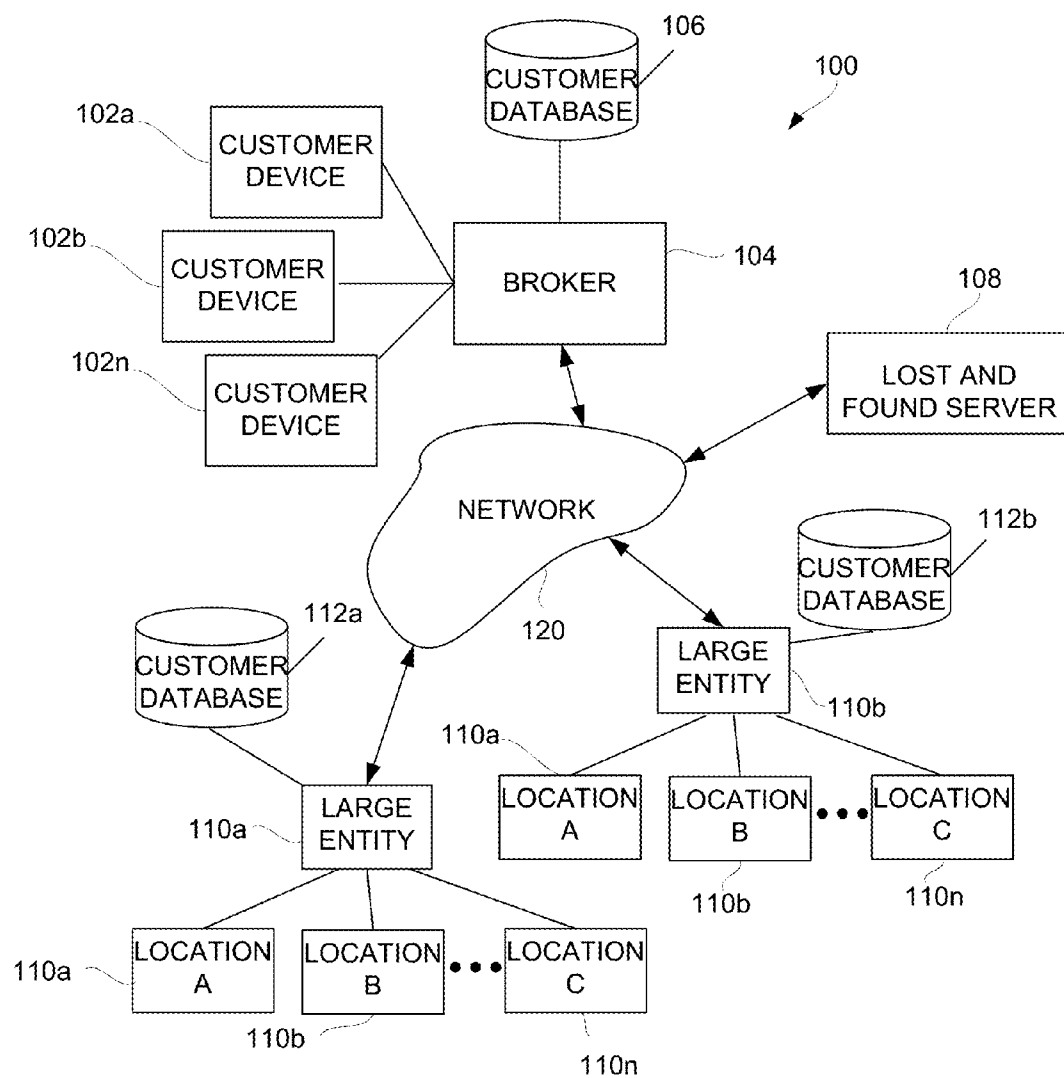 106
CUSTOMER
DATABASE
100
102a
CUSTOMER
DEVICE
102b
CUSTOMER
DEVICE
BROKER
104
108
102n
CUSTOMER
DEVICE
LOST AND
FOUND SERVER
NETWORK
112b
CUSTOMER
DATABASE
120
112a
CUSTOMER
DATABASE
LARGE
ENTITY
110b
110a
LOCATION
A
LOCATION
B
LOCATION
C
110b
110n
110a
LARGE
ENTITY
110a
LOCATION
A
LOCATION
B
LOCATION
C
110b
110n